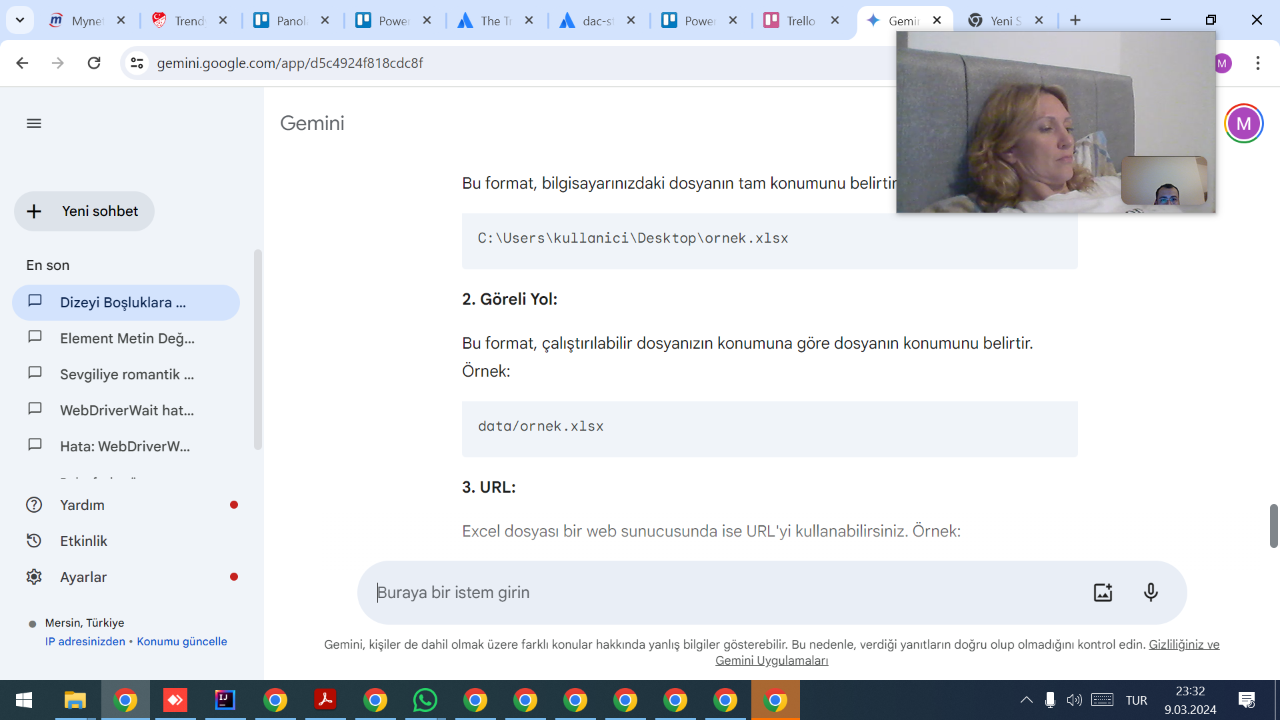 Mynet
Trend
Pano
Power
The Tr
dac-st
Power
Trello
Gemi
Yeni S
gemini.google.com/app/d5c4924f818cdc8f
M
Gemini
M
Bu format, bilgisayarınızdaki dosyanın tam konumunu belirtir
Yeni sohbet
C:\Users\kullanici\Desktop\ornek.xlsx
En son
Dizeyi Boşluklara ...
2. Göreli Yol:
Element Metin Değ...
Bu format, çalıştırılabilir dosyanızın konumuna göre dosyanın konumunu belirtir.
Örnek:
Sevgiliye romantik ...
WebDriverWait hat...
data/ornek.xlsx
Hata: WebDriverW...
3. URL:
Yardım
Excel dosyası bir web sunucusunda ise URL'yi kullanabilirsiniz. Örnek:
Etkinlik
Ayarlar
Buraya bir istem girin
Mersin, Türkiye
IP adresinizden • Konumu güncelle
Gemini, kişiler de dahil olmak üzere farklı konular hakkında yanlış bilgiler gösterebilir. Bu nedenle, verdiği yanıtların doğru olup olmadığını kontrol edin. Gizliliğiniz ve
Gemini Uygulamaları
TUR
23:32
9.03.2024